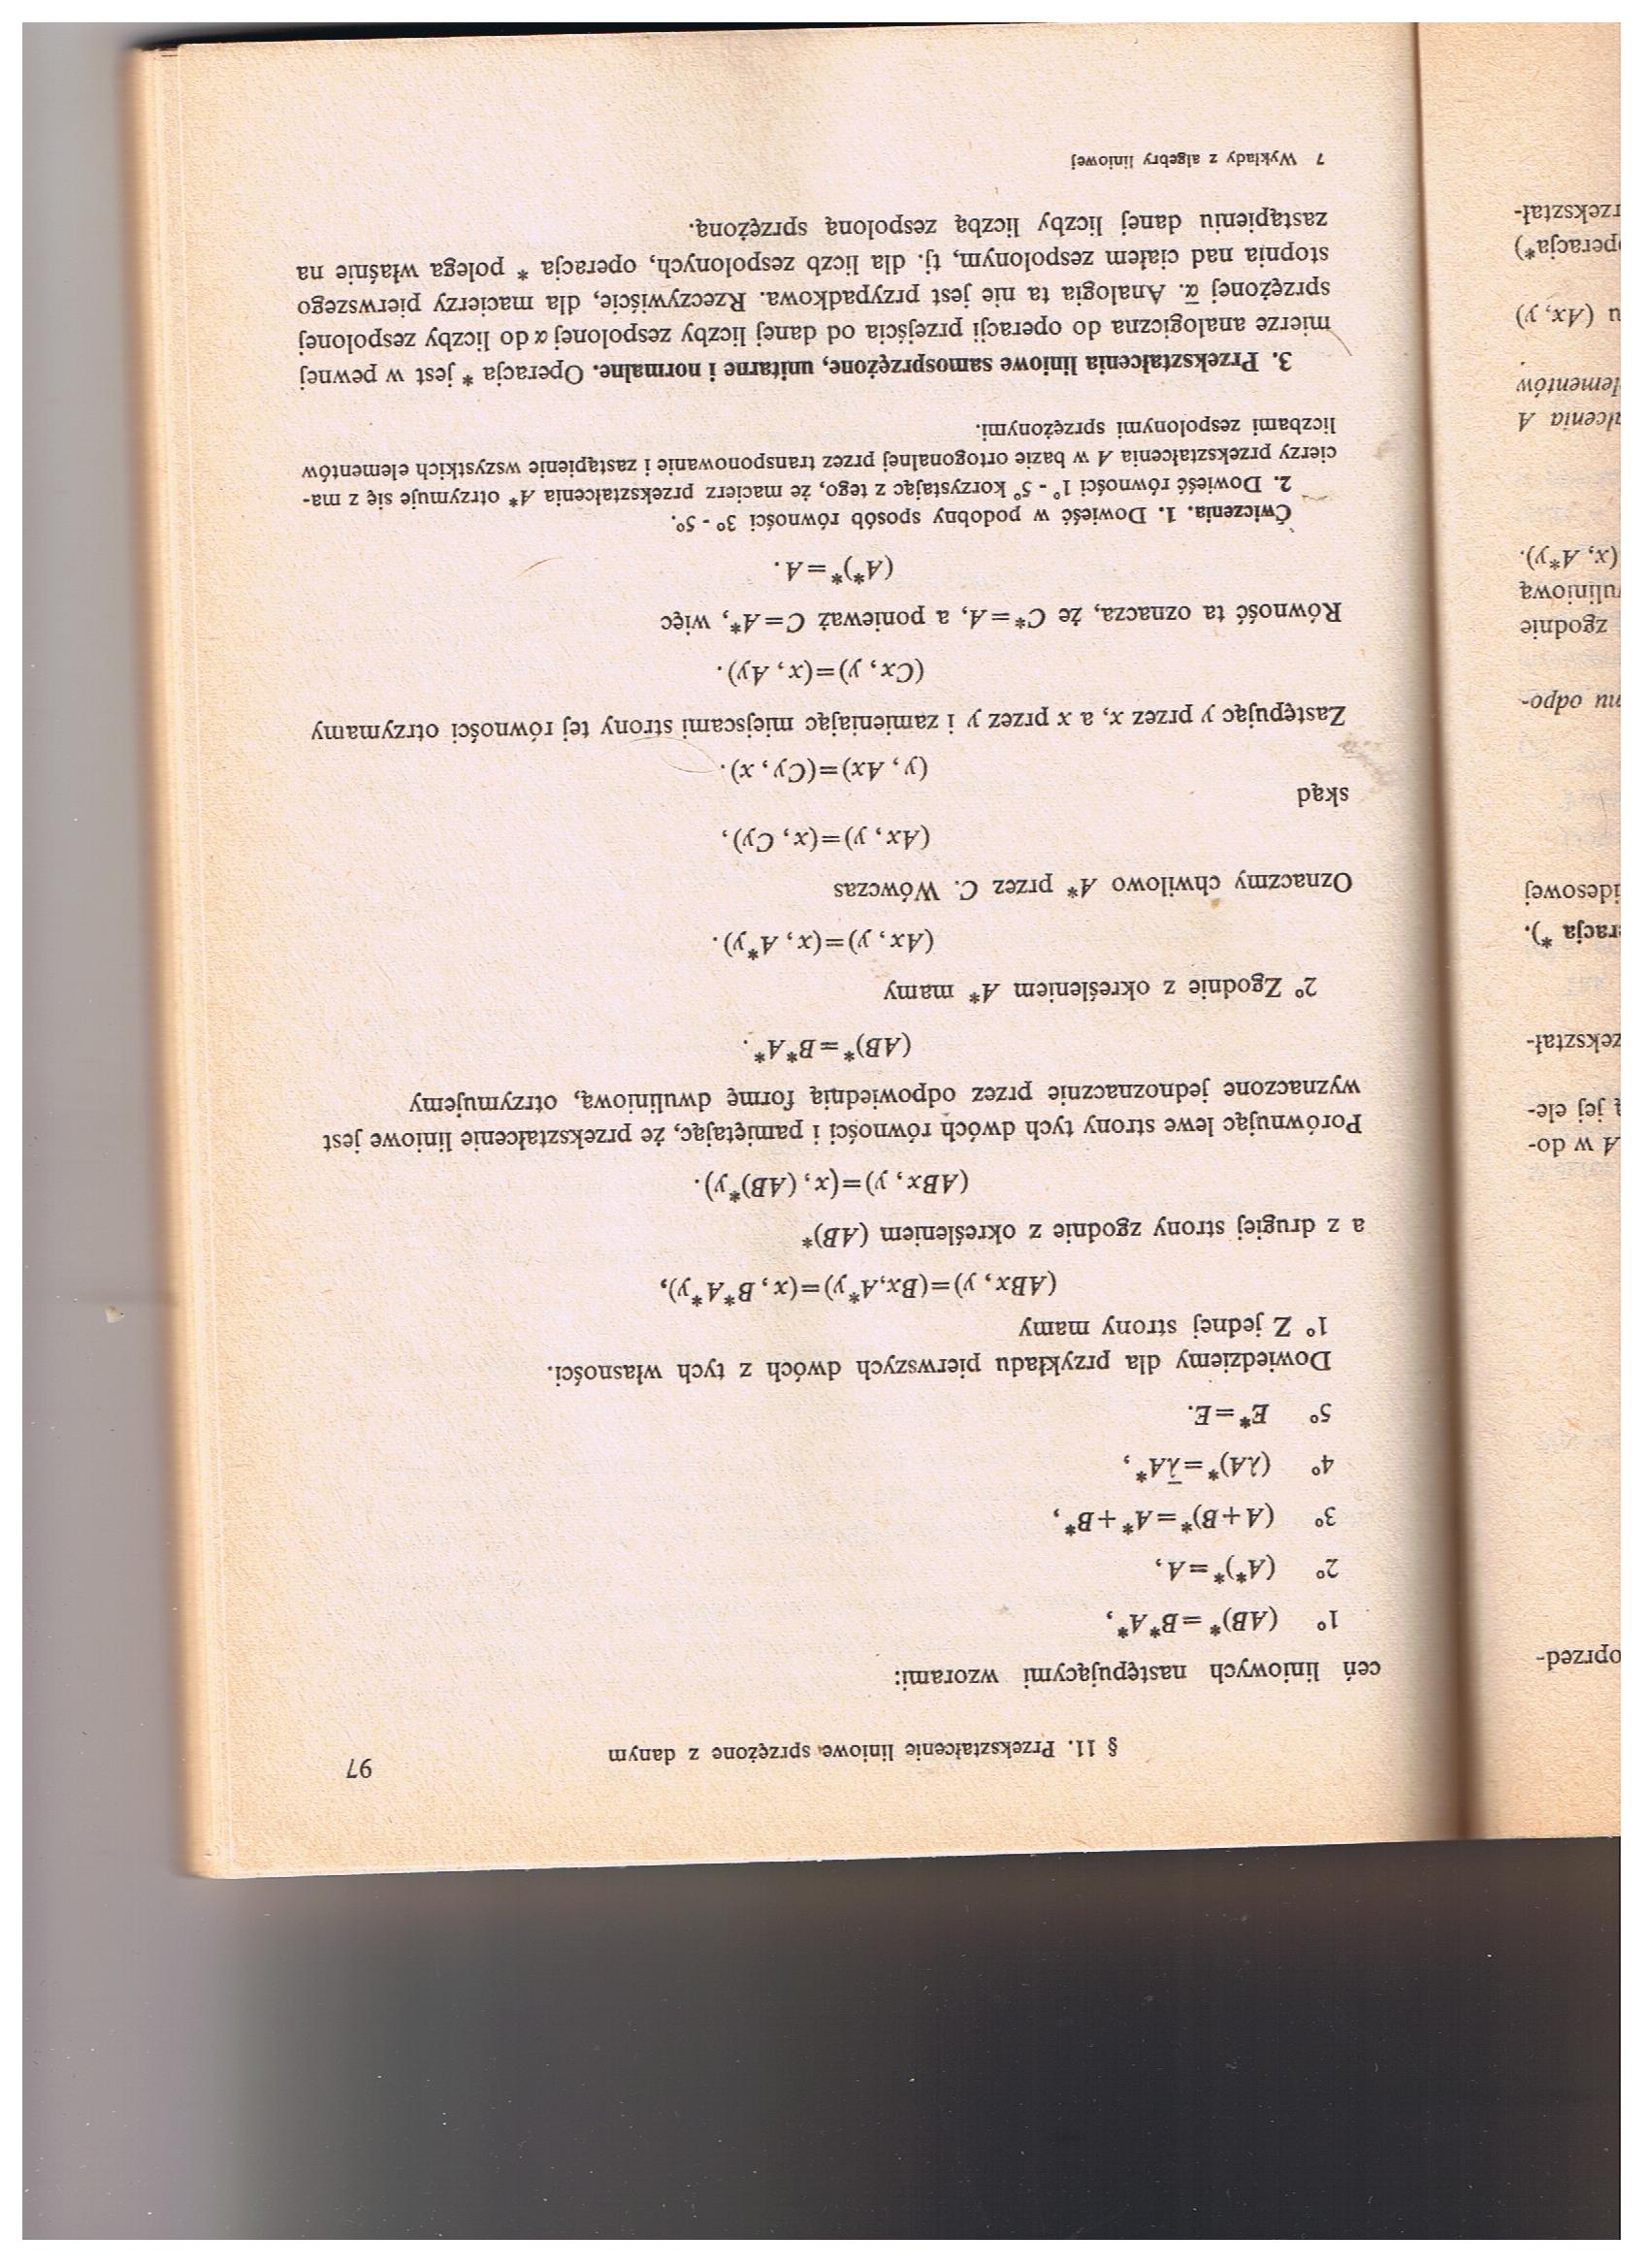 oprzed-
A w do-
ą jej ele-
zekształ-
racja *).
idesowej
mu odpo-
zgodnie
uliniową
(x, A*y).
ałcenia A
lementów
u (Ax, y)
peracja*)
rzekształ-
§ 11. Przekształcenie liniowe sprzężone z danym
97
ceń liniowych następującymi wzorami:
1° (AB)* = B*A*,
2° (A*)* = A,
3° (A+B)* = A* + B*,
4° (λA)* = λ̄A*,
5° E* = E.
Dowiedziemy dla przykładu pierwszych dwóch z tych własności.
1° Z jednej strony mamy
(ABx, y)=(Bx,A*y)=(x, B*A*y),
a z drugiej strony zgodnie z określeniem (AB)*
(ABx, y)=(x, (AB)*y).
Porównując lewe strony tych dwóch równości i pamiętając, że przekształcenie liniowe jest
wyznaczone jednoznacznie przez odpowiednią formę dwuliniową, otrzymujemy
(AB)* = B*A*.
2° Zgodnie z określeniem A* mamy
(Ax, y)=(x, A*y).
Oznaczmy chwilowo A* przez C. Wówczas
(Ax, y)=(x, Cy),
skąd
(y, Ax)=(Cy, x).
Zastępując y przez x, a x przez y i zamieniając miejscami strony tej równości otrzymamy
(Cx, y)=(x, Ay).
Równość ta oznacza, że C* = A, a ponieważ C = A*, więc
(A*)* = A.
Ćwiczenia. 1. Dowieść w podobny sposób równości 3° - 5°.
2. Dowieść równości 1° - 5° korzystając z tego, że macierz przekształcenia A* otrzymuje się z ma-
cierzy przekształcenia A w bazie ortogonalnej przez transponowanie i zastąpienie wszystkich elementów
liczbami zespolonymi sprzężonymi.
3. Przekształcenia liniowe samosprzężone, unitarne i normalne. Operacja * jest w pewnej
mierze analogiczna do operacji przejścia od danej liczby zespolonej α do liczby zespolonej
sprzężonej ᾱ. Analogia ta nie jest przypadkowa. Rzeczywiście, dla macierzy pierwszego
stopnia nad ciałem zespolonym, tj. dla liczb zespolonych, operacja * polega właśnie na
zastąpieniu danej liczby liczbą zespoloną sprzężoną.
7 Wykłady z algebry liniowej